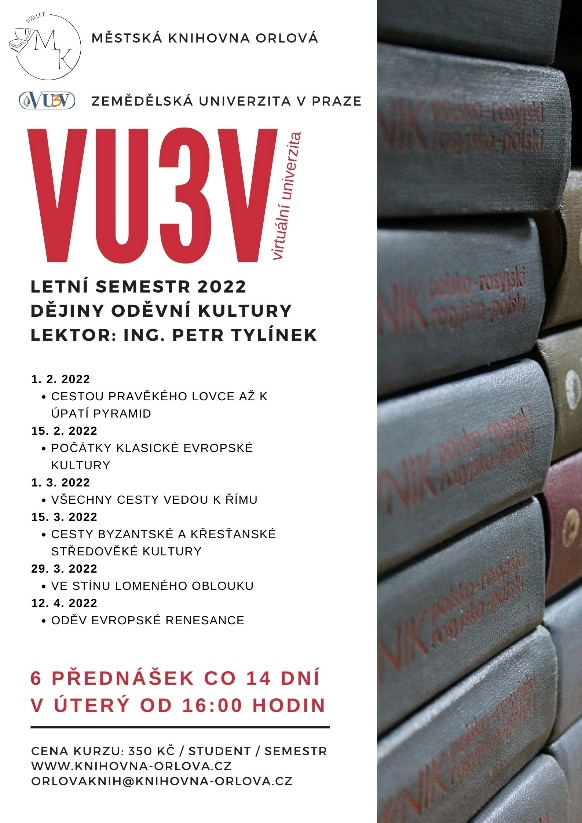 100 LET
MK
MĚSTSKÁ KNIHOVNA ORLOVÁ
VU3V
ZEMĚDĚLSKÁ UNIVERZITA V PRAZE
VU3V
virtuální univerzita
LETNÍ SEMESTR 2022
DĚJINY ODĚVNÍ KULTURY
LEKTOR: ING. PETR TYLÍNEK
1. 2. 2022
• CESTOU PRAVĚKÉHO LOVCE AŽ K
ÚPATÍ PYRAMID
15. 2. 2022
• POČÁTKY KLASICKÉ EVROPSKÉ
KULTURY
1. 3. 2022
• VŠECHNY CESTY VEDOU K ŘÍMU
15. 3. 2022
• CESTY BYZANTSKÉ A KŘESŤANSKÉ
STŘEDOVĚKÉ KULTURY
29. 3. 2022
• VE STÍNU LOMENÉHO OBLOUKU
12. 4. 2022
• ODĚV EVROPSKÉ RENESANCE
6 PŘEDNÁŠEK CO 14 DNÍ
V ÚTERÝ OD 16:00 HODIN
CENA KURZU: 350 KČ / STUDENT / SEMESTR
WWW.KNIHOVNA-ORLOVA.CZ
ORLOVAKNIH@KNIHOVNA-ORLOVA.CZ
NIK polsko-rosyjski
rosyjsko-polski
NIK polsko-rosyjski
rosyjsko-polski
NIK polsko-rosyjski
rosyjsko-polski
NIK polsko-rosyjski
rosyjsko-polski